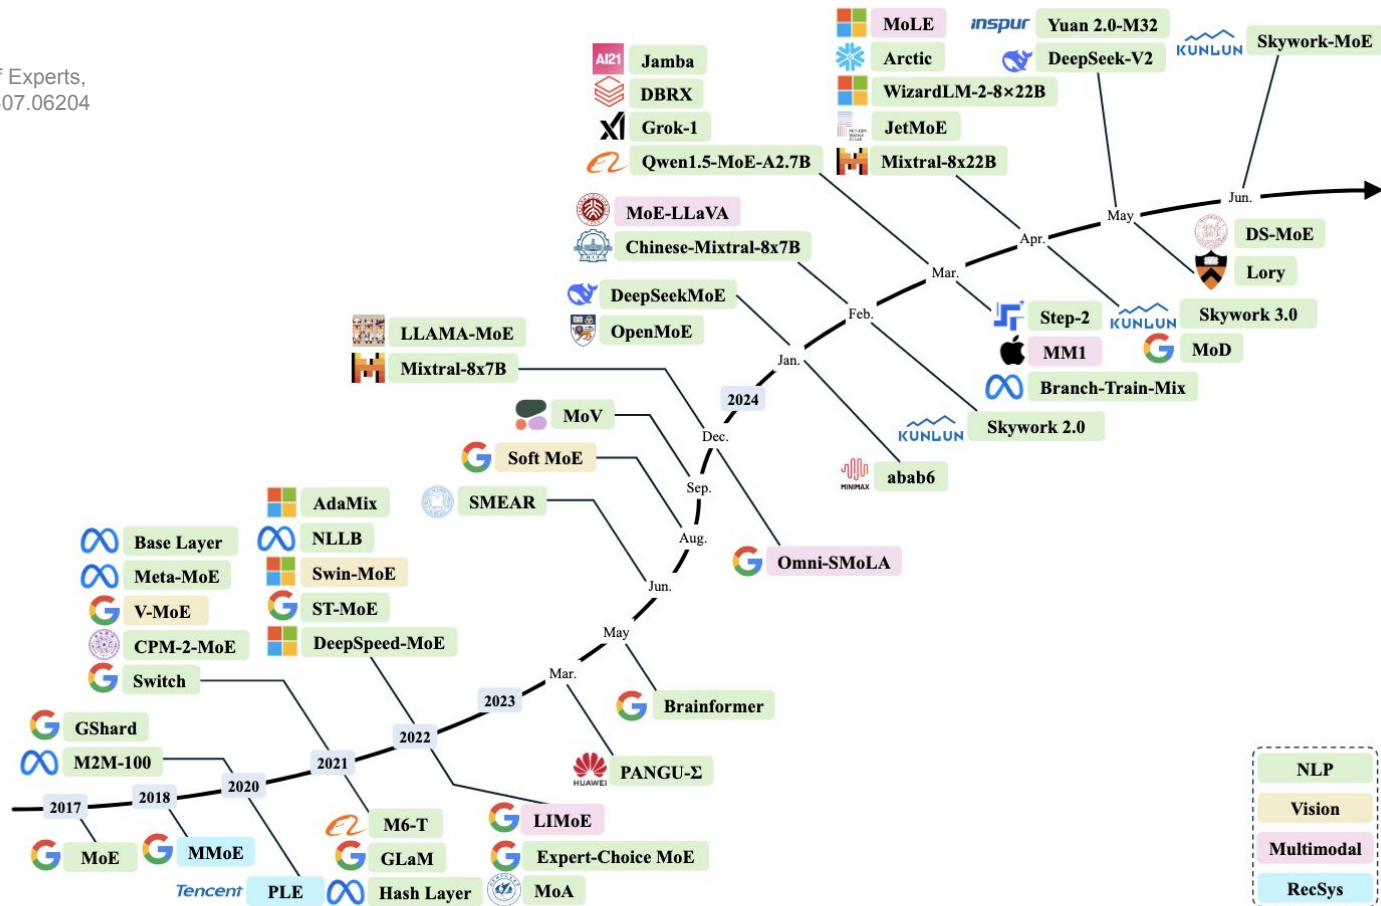 f Experts,
07.06204
MoLE
inspur
Yuan 2.0-M32
KUNLUN
Skywork-MoE
AI21
Jamba
Arctic
DeepSeek-V2
DBRX
WizardLM-2-8×22B
Grok-1
JetMoE
Qwen1.5-MoE-A2.7B
Mixtral-8x22B
MoE-LLaVA
Chinese-Mixtral-8x7B
DeepSeekMoE
OpenMoE
LLAMA-MoE
Mixtral-8x7B
Jun.
May
Apr.
Mar.
Feb.
Jan.
2024
DS-MoE
Lory
Step-2
KUNLUN
Skywork 3.0
MM1
MoD
Branch-Train-Mix
KUNLUN
Skywork 2.0
MINIMAX
abab6
MoV
Dec.
Soft MoE
Sep.
SMEAR
Aug.
Omni-SMoLA
AdaMix
Base Layer
NLLB
Meta-MoE
Swin-MoE
V-MoE
ST-MoE
CPM-2-MoE
DeepSpeed-MoE
Switch
Jun.
May
Mar.
Brainformer
2023
GShard
M2M-100
2022
2021
2020
2018
2017
HUAWEI
PANGU-Σ
MoE
MMoE
Tencent
PLE
M6-T
GLaM
Hash Layer
LIMoE
Expert-Choice MoE
MoA
NLP
Vision
Multimodal
RecSys